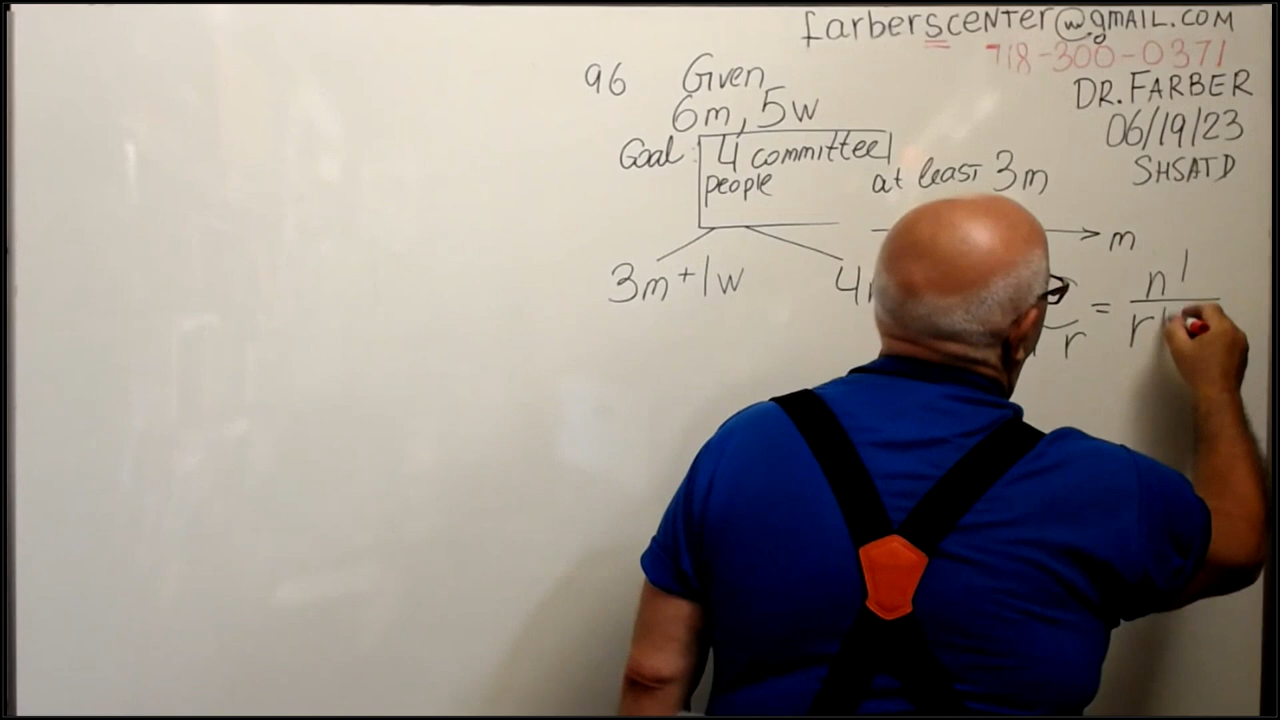 farberscenter@gmail.com
718-300-0371
DR. FARBER
06/19/23
SHSATD
96 Given
6m, 5w
Goal: 4 committee
people
at least 3m
3m+1w
4
m
r = n!
r!